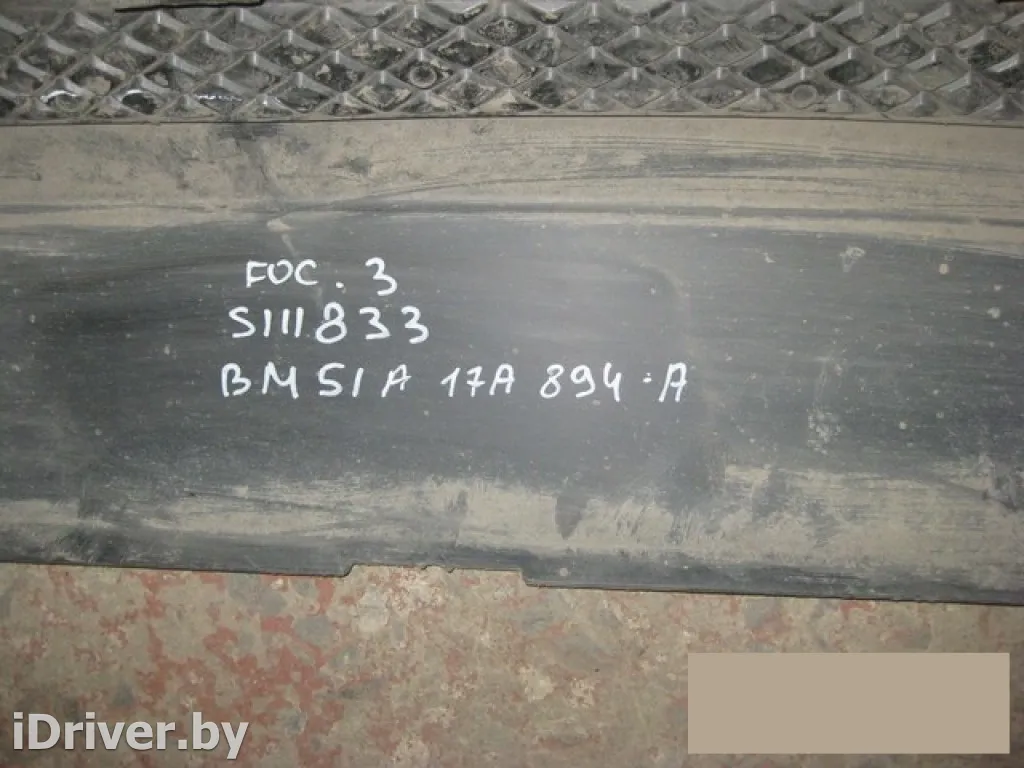 FOC. 3
S111833
BM51A 17A 894-A
iDriver.by